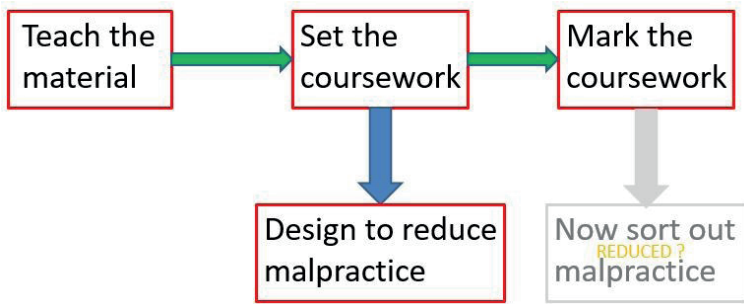 Teach the
material
Set the
coursework
Mark the
coursework
Design to reduce
malpractice
Now sort out
REDUCED ?
malpractice